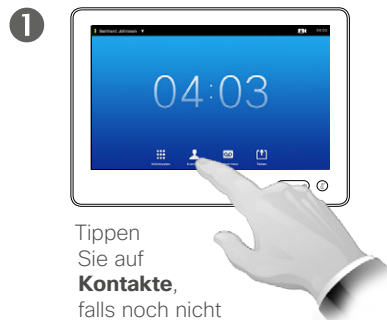 1
04:03
Tippen
Sie auf
Kontakte,
falls noch nicht